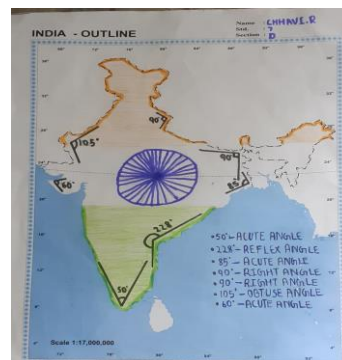 INDIA - OUTLINE
Name : CHHAVI.R
Std. : 7
Section : D
90°
105°
90°
60°
85°
228°
50°
•50°- ACUTE ANGLE
•228°- REFLEX ANGLE
•85°- ACUTE ANGLE
•90°- RIGHT ANGLE
•90°- RIGHT ANGLE
•105°- OBTUSE ANGLE
•60°- ACUTE ANGLE
Scale 1:17,000,000